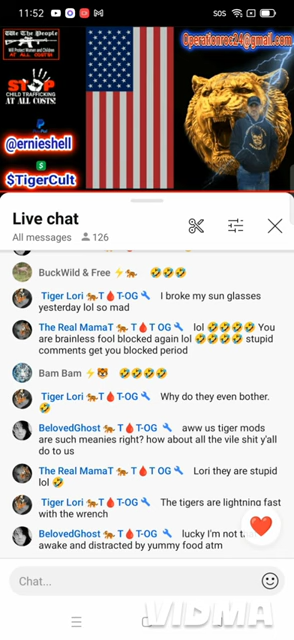 11:52
SOS
We The People
Will Protect Women and Children
AT ALL COSTS!
STOP
CHILD TRAFFICKING
AT ALL COSTS!
@ernieshell
$TigerCult
Operatonroc24@gmail.com
Live chat
All messages 126
BuckWild & Free ⚡🐅 🤣🤣🤣
Tiger Lori 🐅T🩸T-OG 🔧 I broke my sun glasses
yesterday lol so mad
The Real MamaT 🐅 T🩸T OG 🔧 lol 🤣🤣🤣🤣 You
are brainless fool blocked again lol 🤣🤣🤣🤣 stupid
comments get you blocked period
Bam Bam ⚡🐯 🤣🤣🤣🤣
Tiger Lori 🐅T🩸T-OG 🔧 Why do they even bother.
🤣
BelovedGhost 🐅 T🩸T-OG 🔧 aww us tiger mods
are such meanies right? how about all the vile shit y'all
do to us
The Real MamaT 🐅 T🩸T OG 🔧 Lori they are stupid
lol 🤣
Tiger Lori 🐅T🩸T-OG 🔧 The tigers are lightning fast
with the wrench
BelovedGhost 🐅 T🩸T-OG 🔧 lucky I'm not
awake and distracted by yummy food atm
Chat...
VIDMA